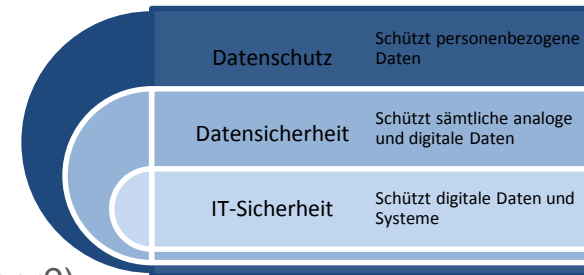 Datenschutz
Schützt personenbezogene
Daten
Datensicherheit
Schützt sämtliche analoge
und digitale Daten
IT-Sicherheit
Schützt digitale Daten und
Systeme